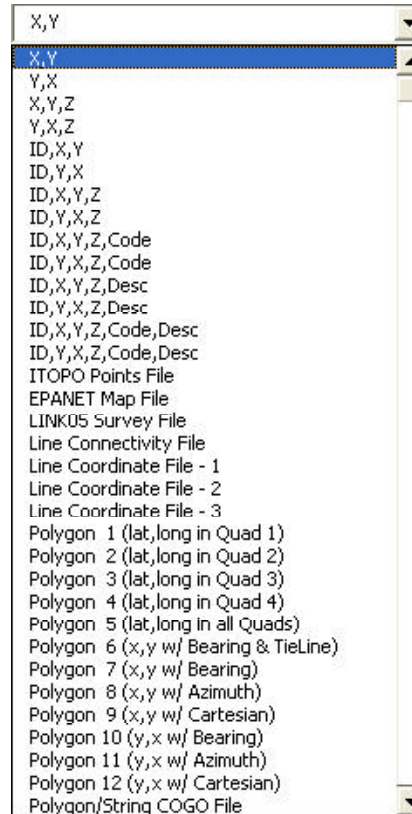 X,Y
X,Y
Y,X
X,Y,Z
Y,X,Z
ID,X,Y
ID,Y,X
ID,X,Y,Z
ID,Y,X,Z
ID,X,Y,Z,Code
ID,Y,X,Z,Code
ID,X,Y,Z,Desc
ID,Y,X,Z,Desc
ID,X,Y,Z,Code,Desc
ID,Y,X,Z,Code,Desc
ITOPO Points File
EPANET Map File
LINK05 Survey File
Line Connectivity File
Line Coordinate File - 1
Line Coordinate File - 2
Line Coordinate File - 3
Polygon  1 (lat,long in Quad 1)
Polygon  2 (lat,long in Quad 2)
Polygon  3 (lat,long in Quad 3)
Polygon  4 (lat,long in Quad 4)
Polygon  5 (lat,long in all Quads)
Polygon  6 (x,y w/ Bearing & TieLine)
Polygon  7 (x,y w/ Bearing)
Polygon  8 (x,y w/ Azimuth)
Polygon  9 (x,y w/ Cartesian)
Polygon 10 (y,x w/ Bearing)
Polygon 11 (y,x w/ Azimuth)
Polygon 12 (y,x w/ Cartesian)
Polygon/String COGO File